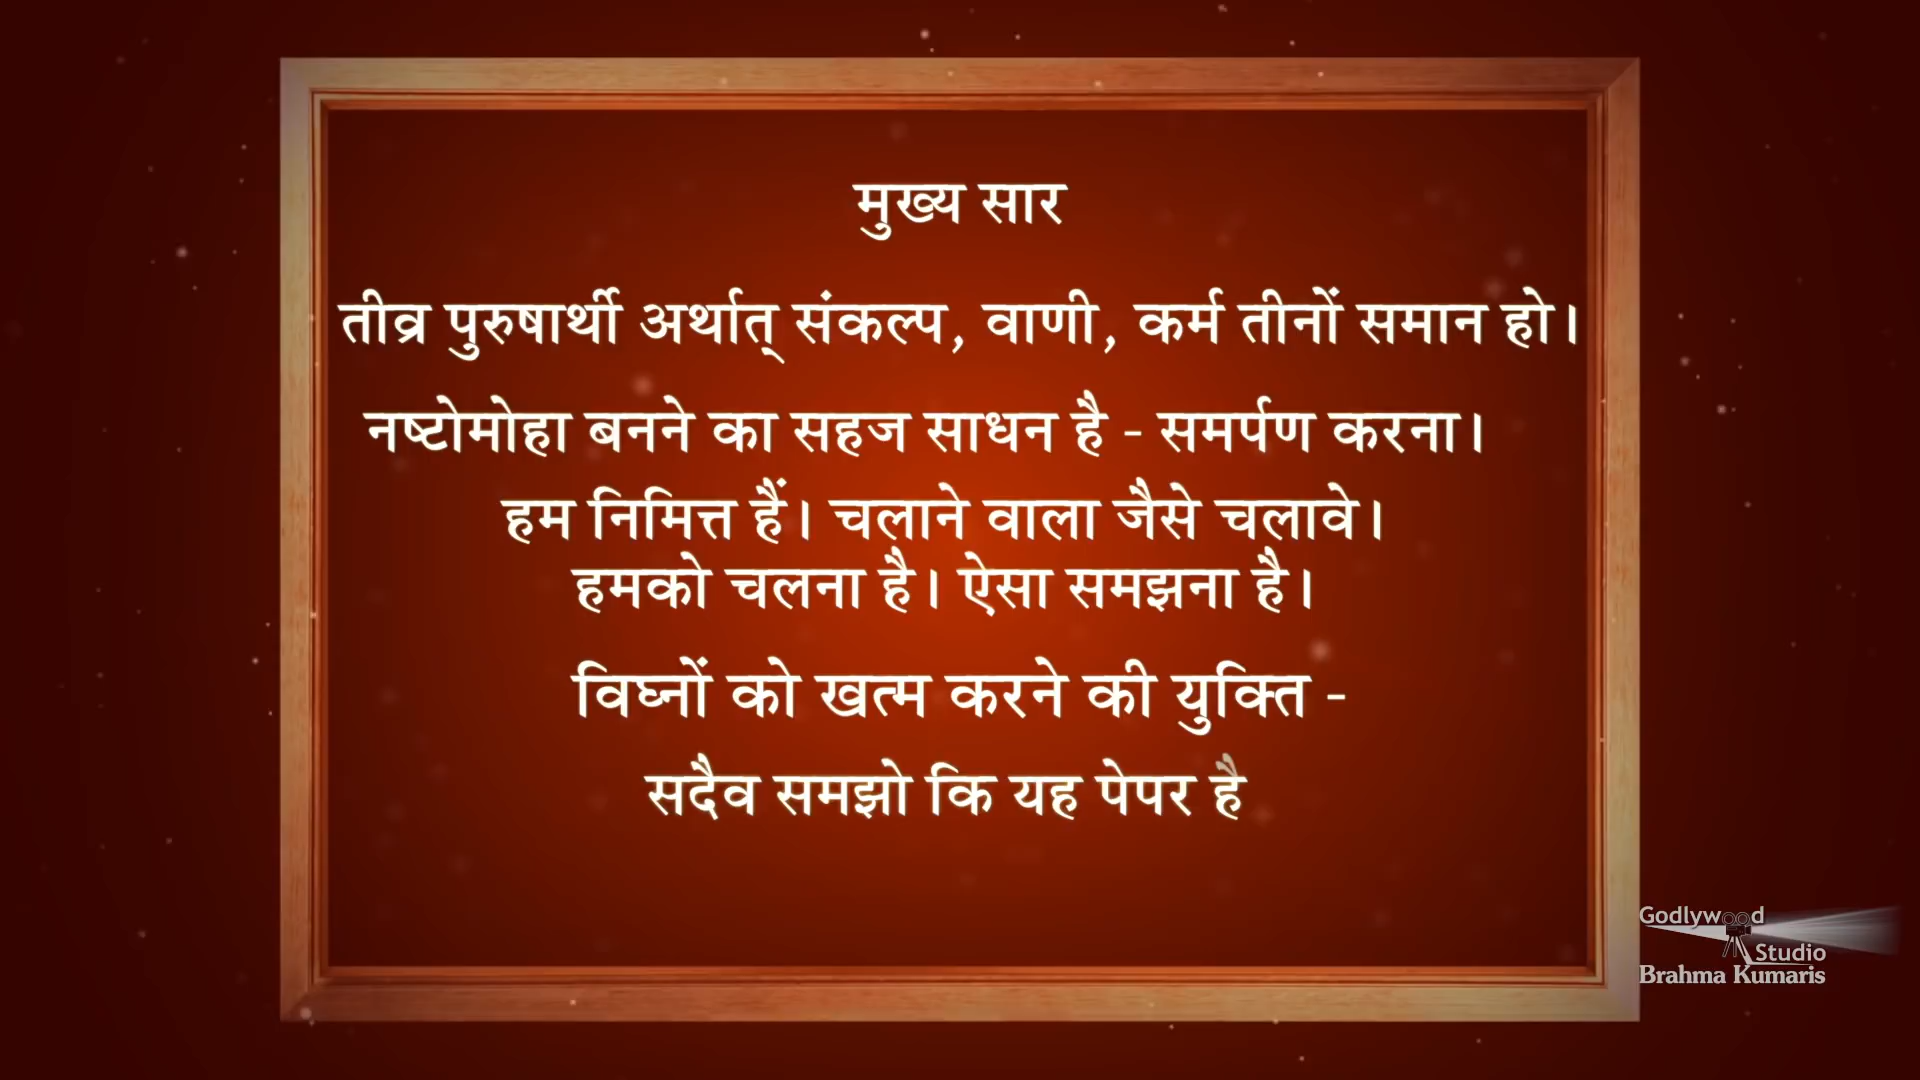 मुख्य सार
तीव्र पुरुषार्थी अर्थात् संकल्प, वाणी, कर्म तीनों समान हो।
नष्टोमोहा बनने का सहज साधन है - समर्पण करना।
हम निमित्त हैं। चलाने वाला जैसे चलावे।
हमको चलना है। ऐसा समझना है।
विघ्नों को खत्म करने की युक्ति -
सदैव समझो कि यह पेपर है
Godlywood
Studio
Brahma Kumaris